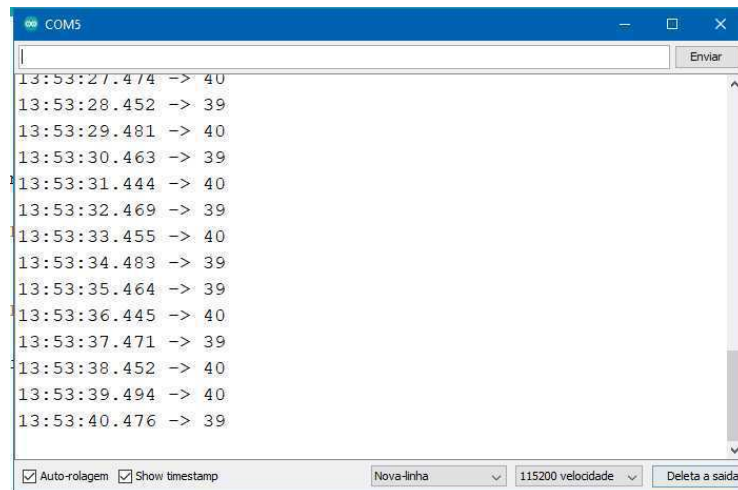 COM5
Enviar
13:53:27.474 -> 40
13:53:28.452 -> 39
13:53:29.481 -> 40
13:53:30.463 -> 39
13:53:31.444 -> 40
13:53:32.469 -> 39
13:53:33.455 -> 40
13:53:34.483 -> 39
13:53:35.464 -> 39
13:53:36.445 -> 40
13:53:37.471 -> 39
13:53:38.452 -> 40
13:53:39.494 -> 40
13:53:40.476 -> 39
Auto-rolagem Show timestamp Nova-linha 115200 velocidade Deleta a saida